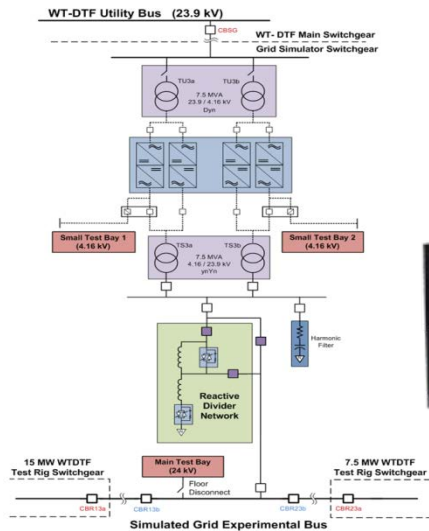 WT-DTF Utility Bus (23.9 kV)
CBSG
WT- DTF Main Switchgear
Grid Simulator Switchgear
TU3a
TU3b
7.5 MVA
23.9 / 4.16 kV
Dyn
Small Test Bay 1
(4.16 kV)
Small Test Bay 2
(4.16 kV)
TS3a
TS3b
7.5 MVA
4.16 / 23.9 kV
ynYn
Harmonic
Filter
Reactive
Divider
Network
15 MW WTDTF
Test Rig Switchgear
Main Test Bay
(24 kV)
7.5 MW WTDTF
Test Rig Switchgear
Floor
Disconnect
CBR13a
CBR13b
CBR23b
CBR23a
Simulated Grid Experimental Bus